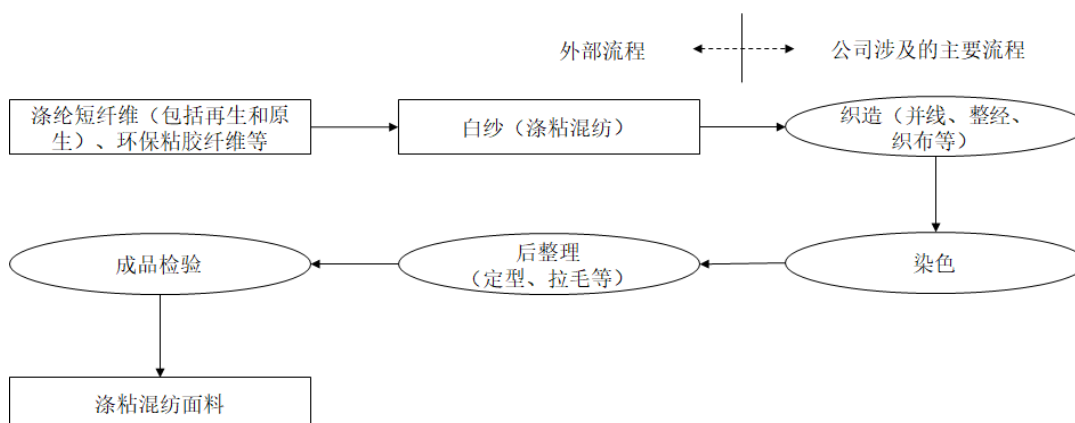 外部流程
公司涉及的主要流程
涤纶短纤维（包括再生和原
生）、环保粘胶纤维等
白纱（涤粘混纺）
织造（并线、整经、
织布等）
成品检验
后整理
（定型、拉毛等）
染色
涤粘混纺面料